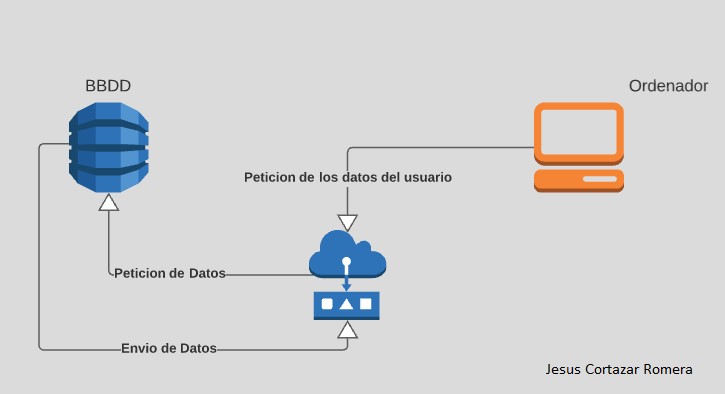 BBDD
Ordenador
Peticion de los datos del usuario
Peticion de Datos
Envio de Datos
Jesus Cortazar Romera